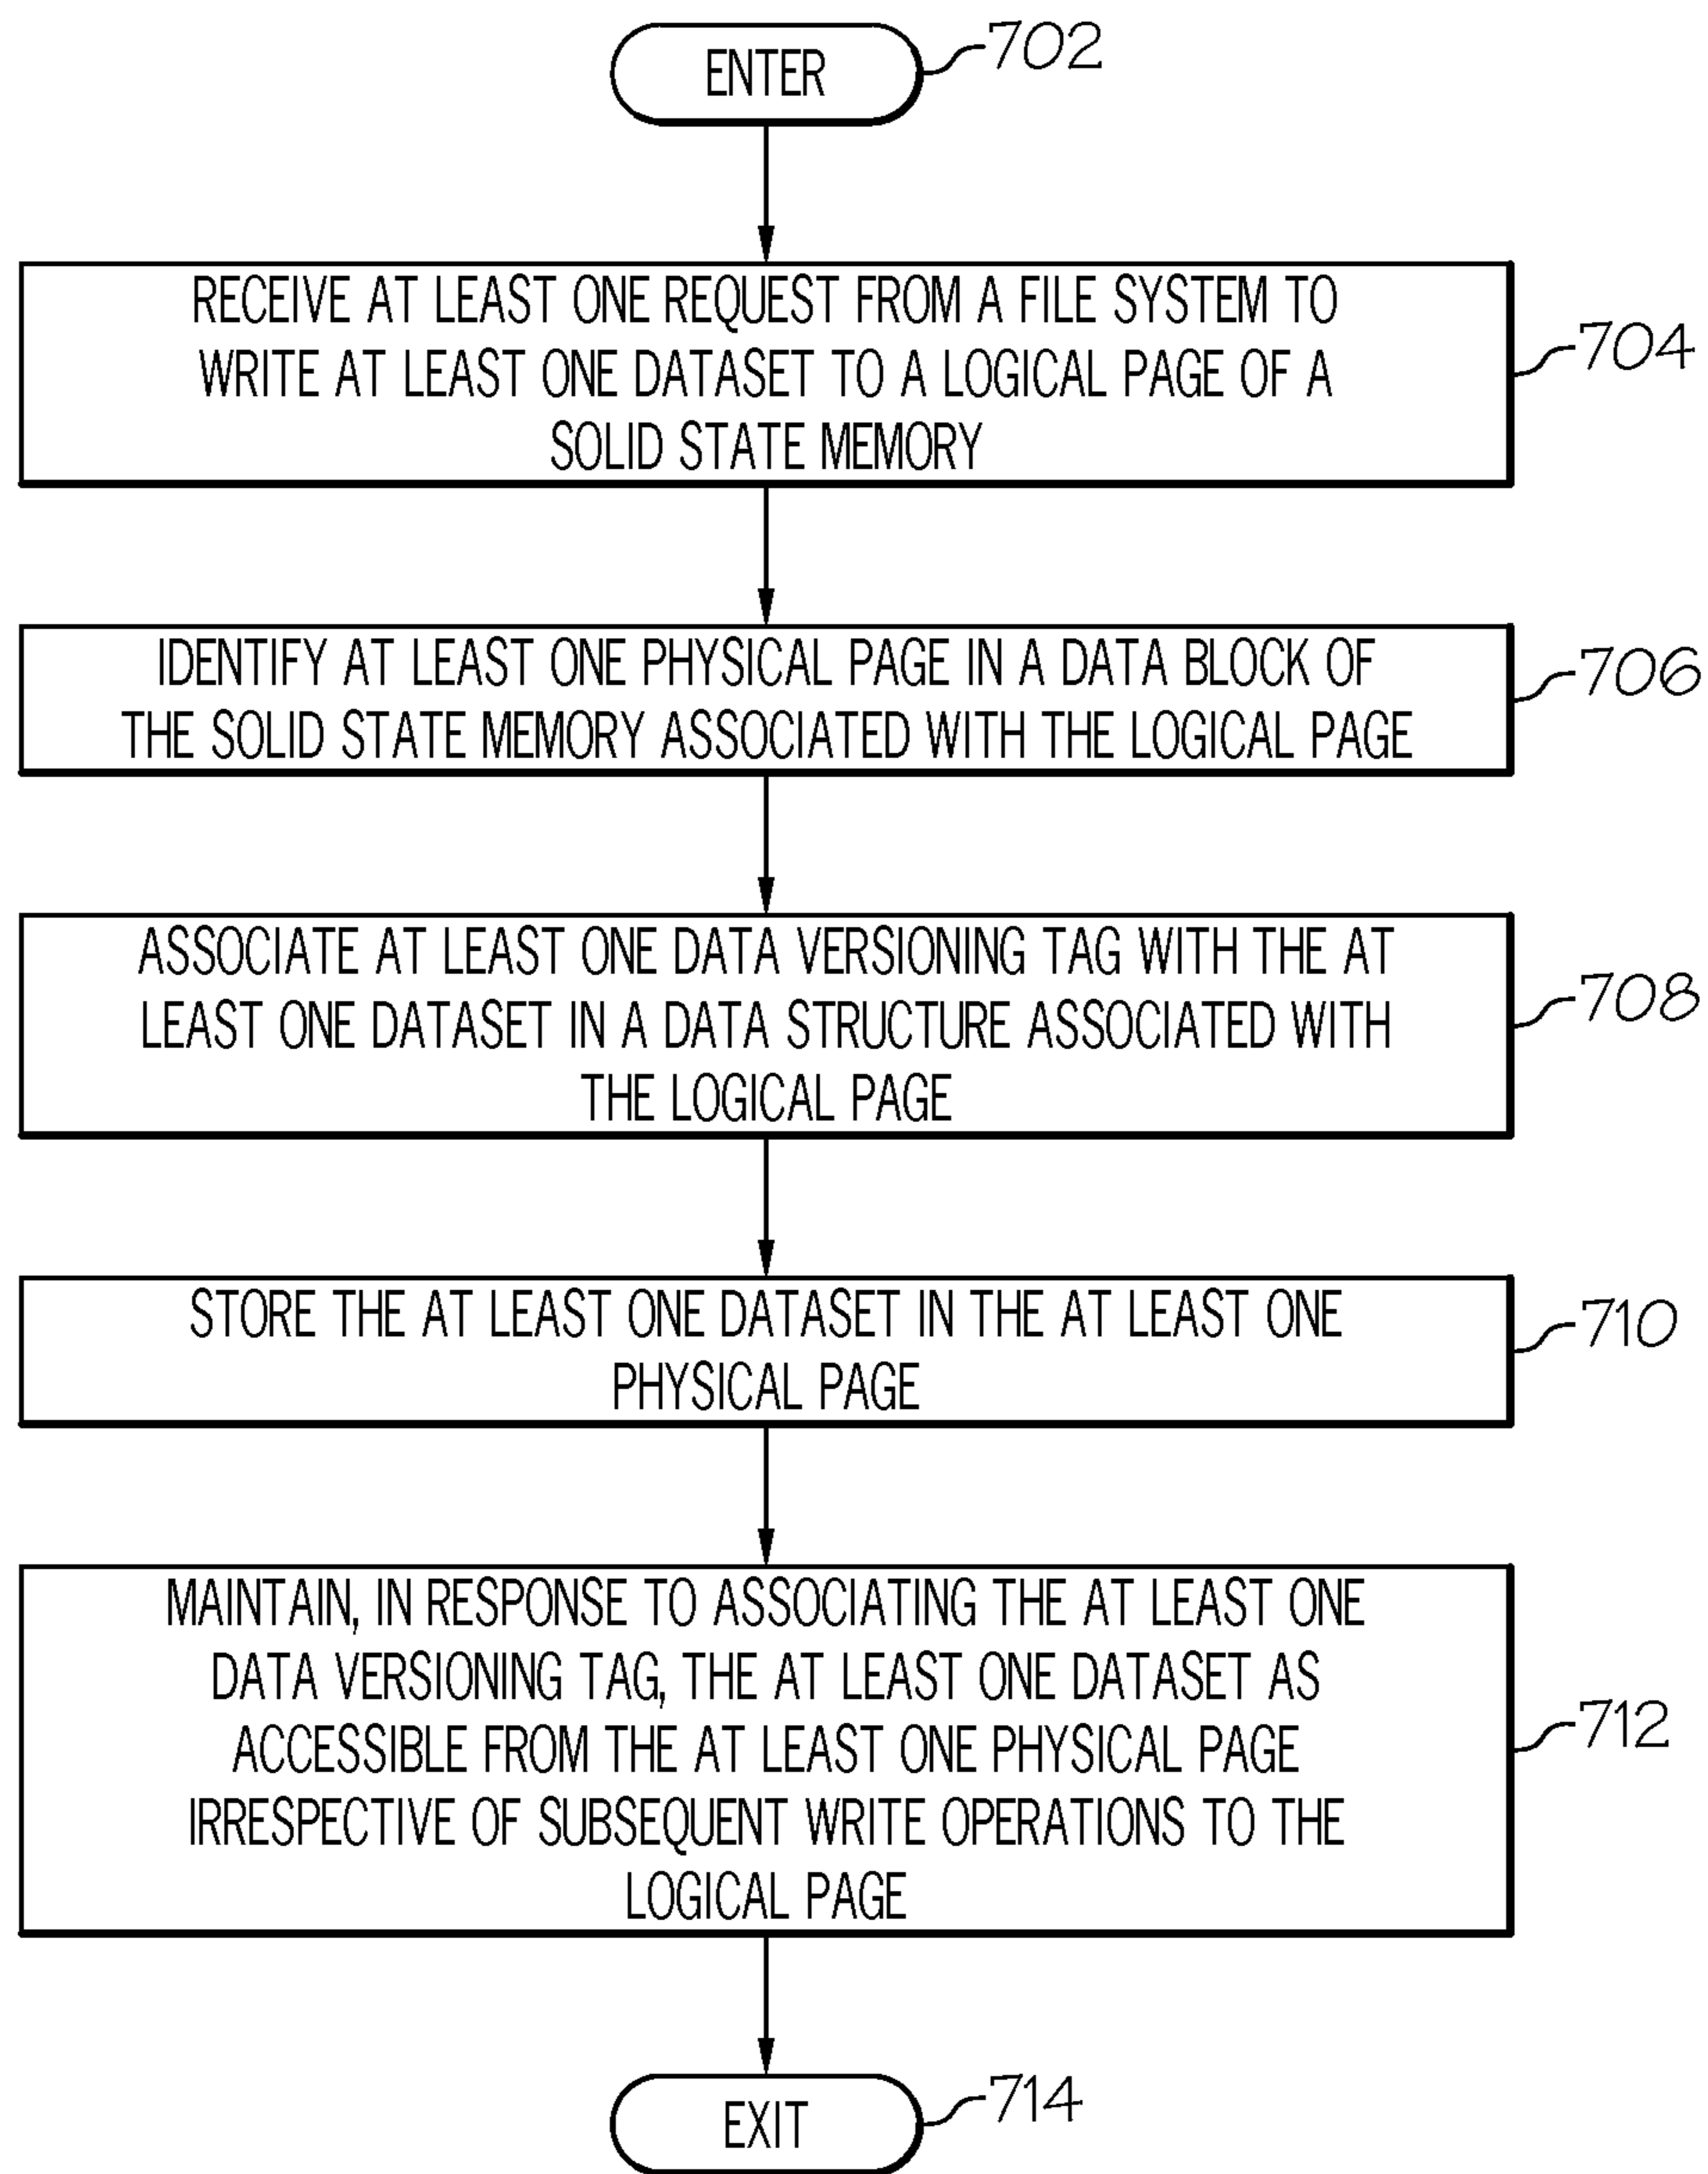 ENTER
702
RECEIVE AT LEAST ONE REQUEST FROM A FILE SYSTEM TO
WRITE AT LEAST ONE DATASET TO A LOGICAL PAGE OF A
SOLID STATE MEMORY
704
IDENTIFY AT LEAST ONE PHYSICAL PAGE IN A DATA BLOCK OF
THE SOLID STATE MEMORY ASSOCIATED WITH THE LOGICAL PAGE
706
ASSOCIATE AT LEAST ONE DATA VERSIONING TAG WITH THE AT
LEAST ONE DATASET IN A DATA STRUCTURE ASSOCIATED WITH
THE LOGICAL PAGE
708
STORE THE AT LEAST ONE DATASET IN THE AT LEAST ONE
PHYSICAL PAGE
710
MAINTAIN, IN RESPONSE TO ASSOCIATING THE AT LEAST ONE
DATA VERSIONING TAG, THE AT LEAST ONE DATASET AS
ACCESSIBLE FROM THE AT LEAST ONE PHYSICAL PAGE
IRRESPECTIVE OF SUBSEQUENT WRITE OPERATIONS TO THE
LOGICAL PAGE
712
EXIT
714